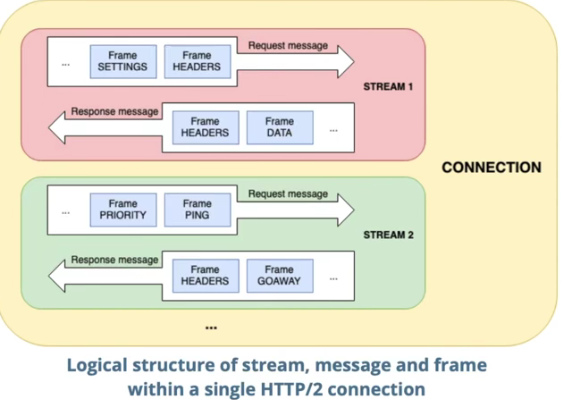 Request message
...
Frame
SETTINGS
Frame
HEADERS
STREAM 1
Response message
Frame
HEADERS
Frame
DATA
...
CONNECTION
Request message
...
Frame
PRIORITY
Frame
PING
STREAM 2
Response message
Frame
HEADERS
Frame
GOAWAY
...
...
Logical structure of stream, message and frame
within a single HTTP/2 connection